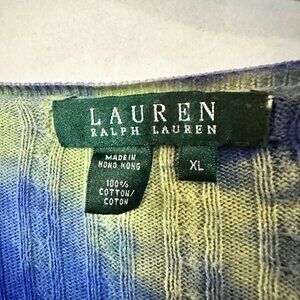 LAUREN
RALPH LAUREN
XL
MADE IN
HONG KONG
100%
COTTON/
COTON